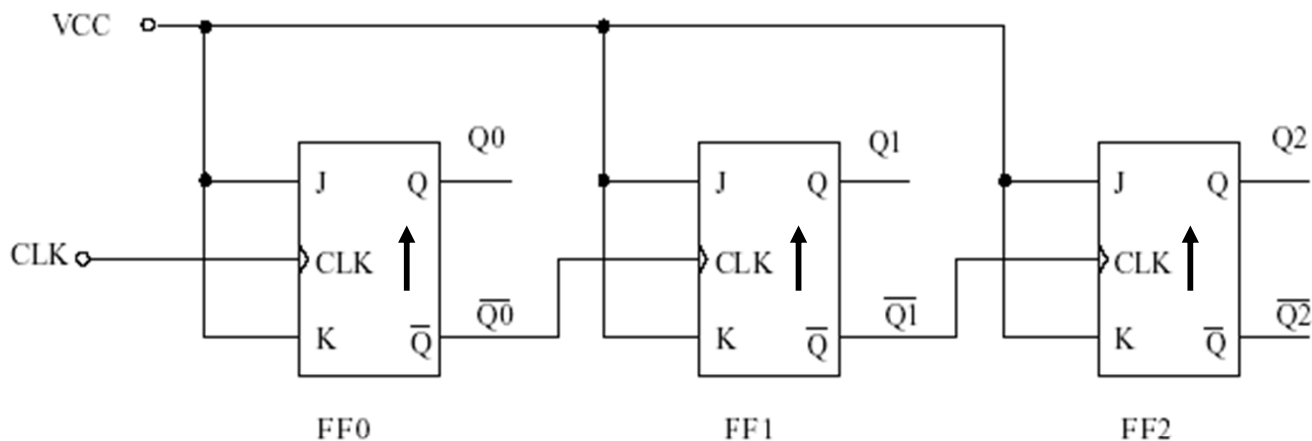 VCC
Q0
Q1
Q2
J Q
J Q
J Q
CLK
CLK
CLK
CLK
K Q̅
Q̅0̅
K Q̅
Q̅1̅
K Q̅
Q̅2̅
FF0
FF1
FF2